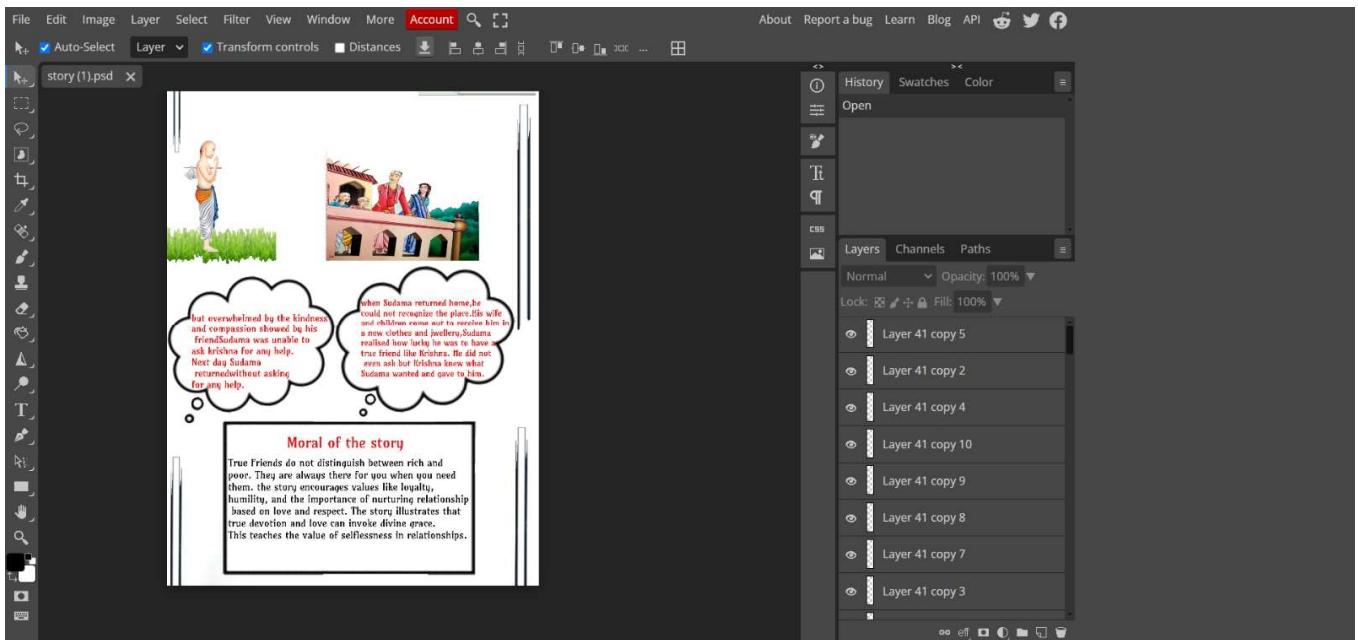 File Edit Image Layer Select Filter View Window More Account
About Report a bug Learn Blog API
Auto-Select Layer Transform controls Distances
story (1).psd
History Swatches Color
Open
but overwhelmed by the kindness
and compassion showed by his
friendSudama was unable to
ask krishna for any help.
Next day Sudama
returnedwithout asking
for any help.
when Sudama returned home,he
could not recognize the place.His wife
and children come out to receive him in
a new clothes and jwellery,Sudama
realised how lucky he was to have a
true friend like Krishna. He did not
even ask but Krishna knew what
Sudama wanted and gave to him.
Moral of the story
True Friends do not distinguish between rich and
poor. They are always there for you when you need
them. the story encourages values like loyalty,
humility, and the importance of nurturing relationship
based on love and respect. The story illustrates that
true devotion and love can invoke divine grace.
This teaches the value of selflessness in relationships.
CSS
Layers Channels Paths
Normal Opacity: 100%
Lock: Fill: 100%
Layer 41 copy 5
Layer 41 copy 2
Layer 41 copy 4
Layer 41 copy 10
Layer 41 copy 9
Layer 41 copy 8
Layer 41 copy 7
Layer 41 copy 3
eff